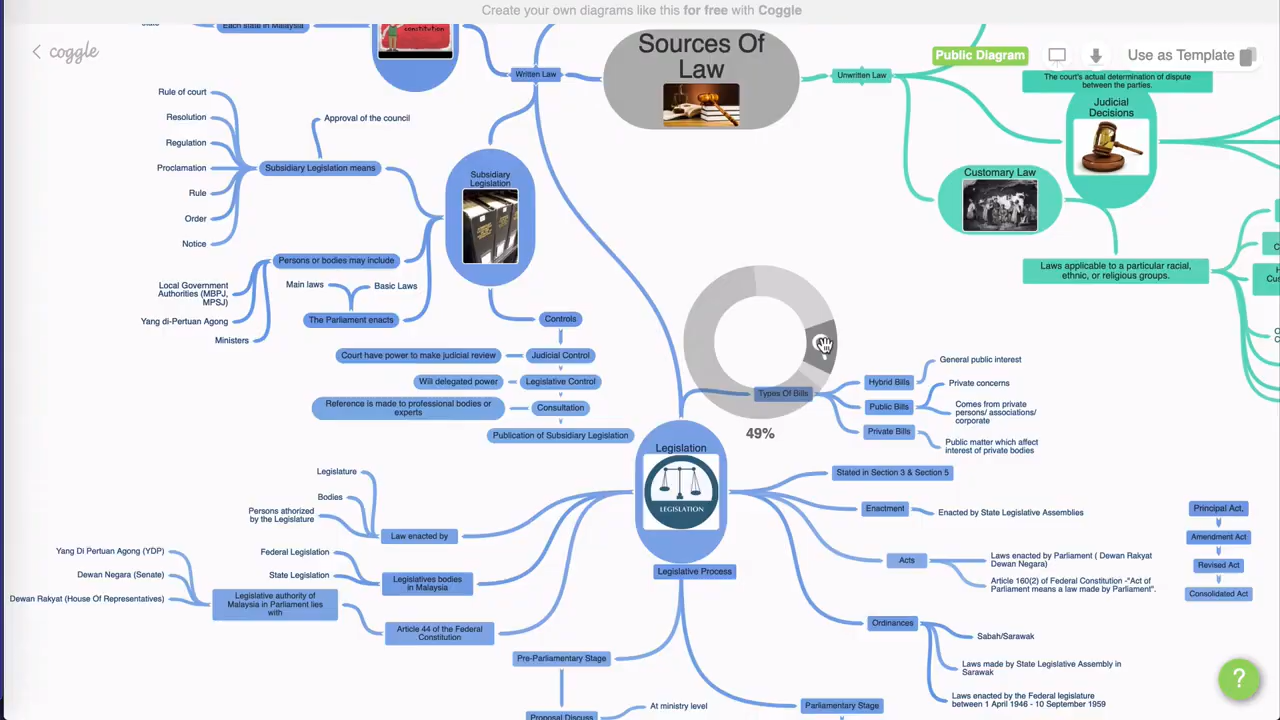 Create your own diagrams like this for free with Coggle
coggle
Public Diagram
Use as Template
Each state in Malaysia
Sources Of
Law
Written Law
Unwritten Law
The court's actual determination of dispute
between the parties.
Judicial
Decisions
Customary Law
Laws applicable to a particular racial,
ethnic, or religious groups.
Rule of court
Resolution
Regulation
Proclamation
Rule
Order
Notice
Approval of the council
Subsidiary Legislation means
Subsidiary
Legislation
Persons or bodies may include
Local Government
Authorities (MBPJ,
MPSJ)
Yang di-Pertuan Agong
Ministers
Main laws
Basic Laws
The Parliament enacts
Controls
Court have power to make judicial review
Judicial Control
Will delegated power
Legislative Control
Reference is made to professional bodies or
experts
Consultation
Publication of Subsidiary Legislation
49%
Types Of Bills
Hybrid Bills
General public interest
Public Bills
Private concerns
Comes from private
persons/ associations/
corporate
Private Bills
Public matter which affect
interest of private bodies
Legislation
LEGISLATION
Legislative Process
Legislature
Bodies
Persons athorized
by the Legislature
Law enacted by
Federal Legislation
State Legislation
Legislatives bodies
in Malaysia
Yang Di Pertuan Agong (YDP)
Dewan Negara (Senate)
Dewan Rakyat (House Of Representatives)
Legislative authority of
Malaysia in Parliament lies
with
Article 44 of the Federal
Constitution
Stated in Section 3 & Section 5
Enactment
Enacted by State Legislative Assemblies
Acts
Laws enacted by Parliament ( Dewan Rakyat
Dewan Negara)
Article 160(2) of Federal Constitution -"Act of
Parliament means a law made by Parliament".
Principal Act,
Amendment Act
Revised Act
Consolidated Act
Ordinances
Sabah/Sarawak
Laws made by State Legislative Assembly in
Sarawak
Laws enacted by the Federal legislature
between 1 April 1946 - 10 September 1959
Pre-Parliamentary Stage
Proposal Discuss
At ministry level
Parliamentary Stage
?